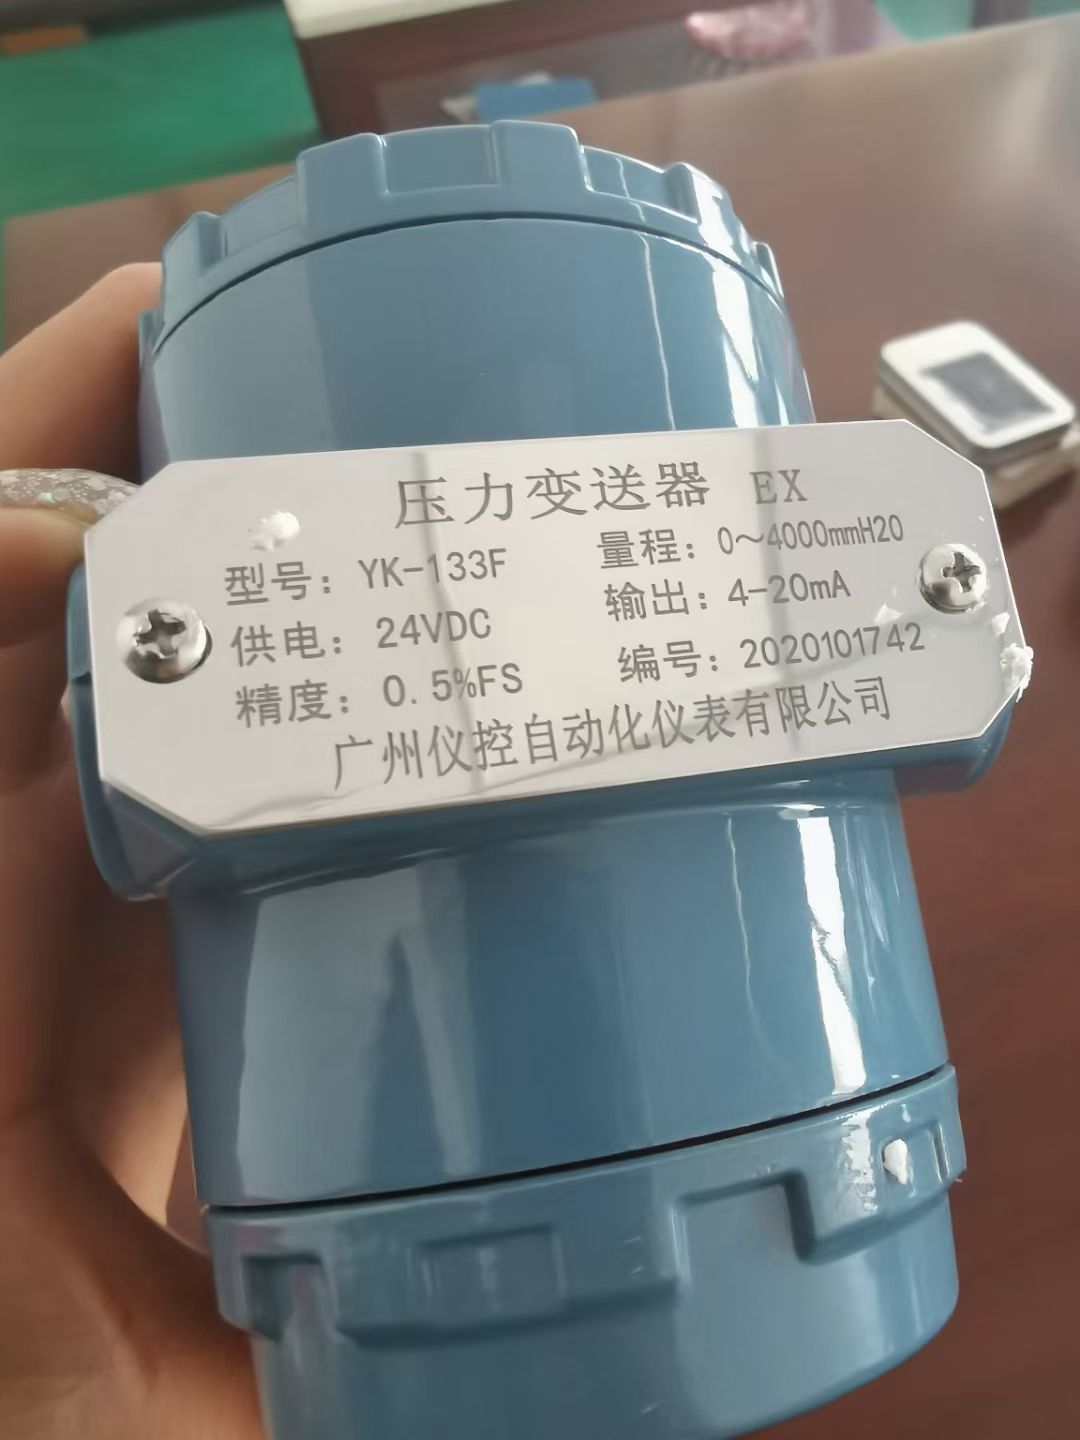 压力变送器 EX
型号：YK-133F 量程：0～4000mmH20
供电：24VDC 输出：4-20mA
精度：0.5%FS 编号：2020101742
广州仪控自动化仪表有限公司